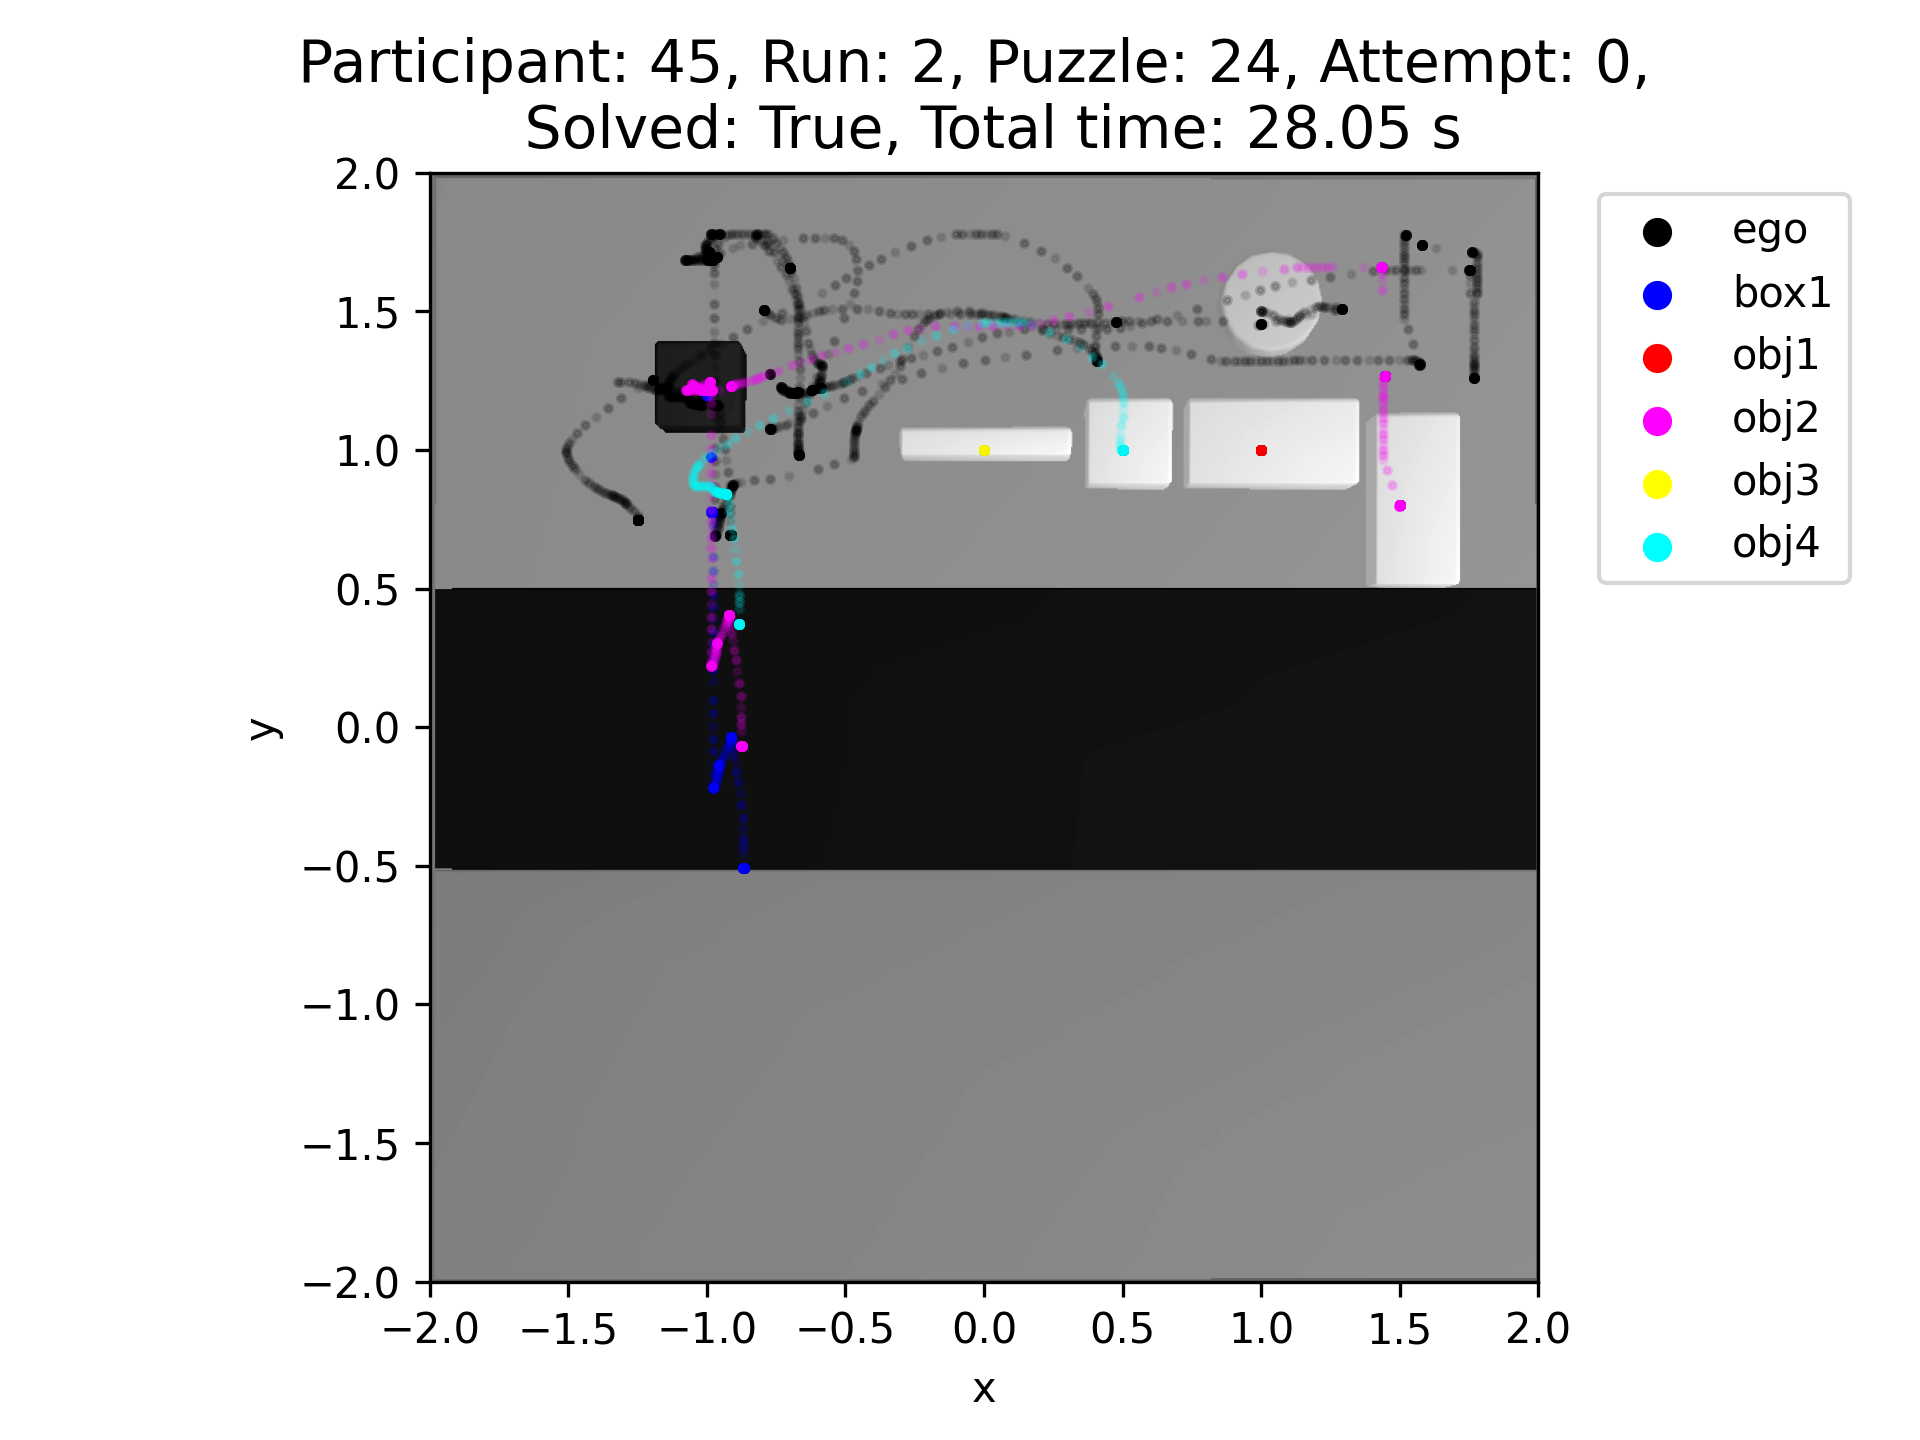 Participant: 45, Run: 2, Puzzle: 24, Attempt: 0,
Solved: True, Total time: 28.05 s
2.0
1.5
1.0
0.5
0.0
−0.5
−1.0
−1.5
−2.0
y
−2.0 −1.5 −1.0 −0.5 0.0 0.5 1.0 1.5 2.0
x
ego
box1
obj1
obj2
obj3
obj4